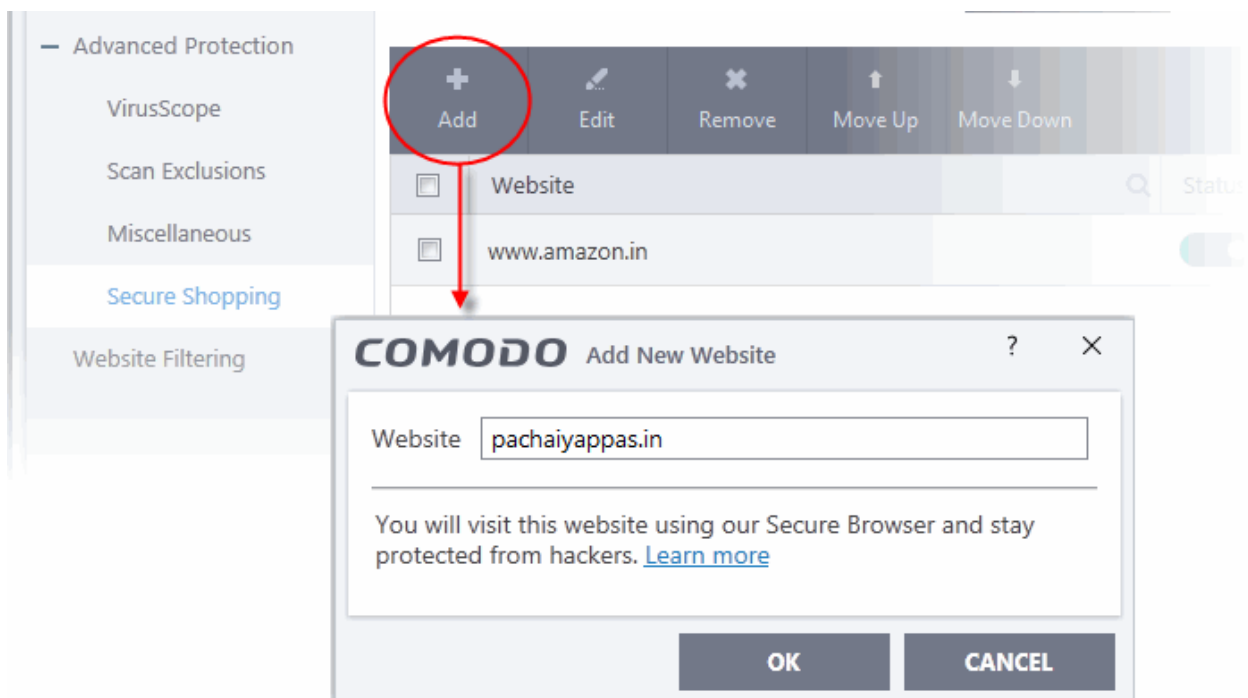 Advanced Protection
VirusScope
Scan Exclusions
Miscellaneous
Secure Shopping
Website Filtering
Add Edit Remove Move Up Move Down
Website Status
www.amazon.in
COMODO Add New Website ?
Website pachaiyappas.in
You will visit this website using our Secure Browser and stay
protected from hackers. Learn more
OK CANCEL